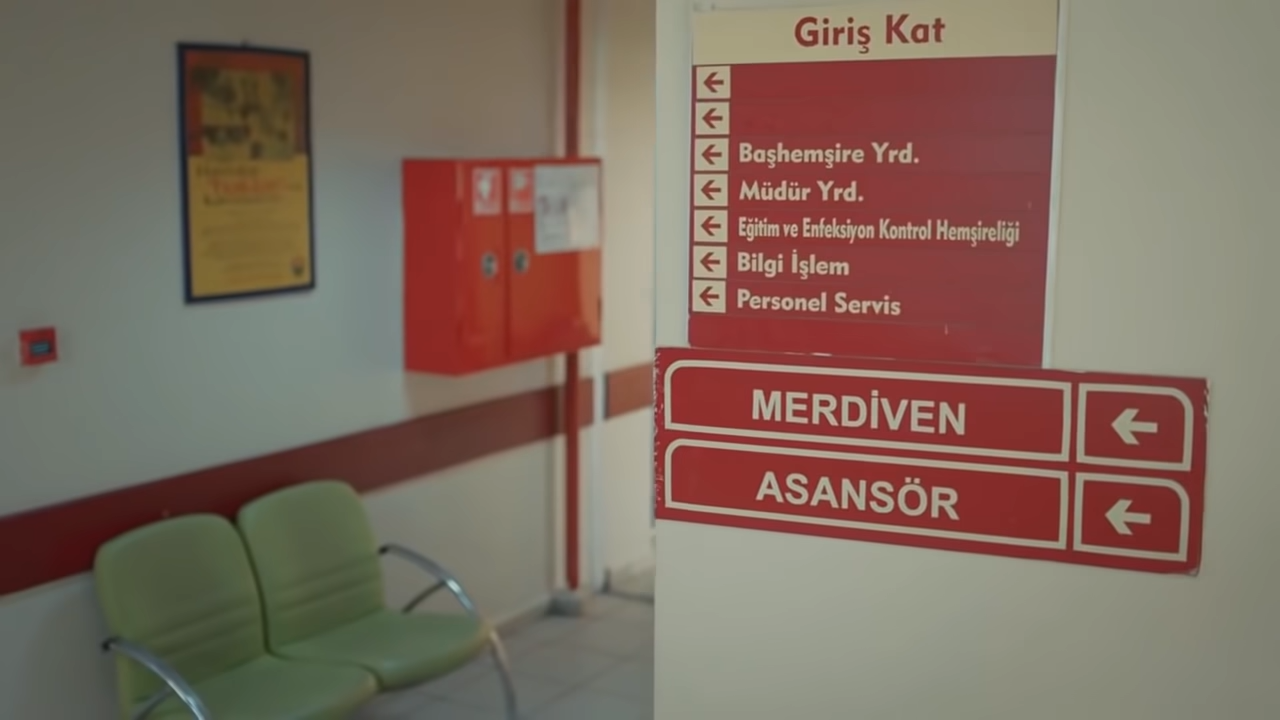 Giriş Kat
Başhemşire Yrd.
Müdür Yrd.
Eğitim ve Enfeksiyon Kontrol Hemşireliği
Bilgi İşlem
Personel Servis
MERDİVEN
ASANSÖR